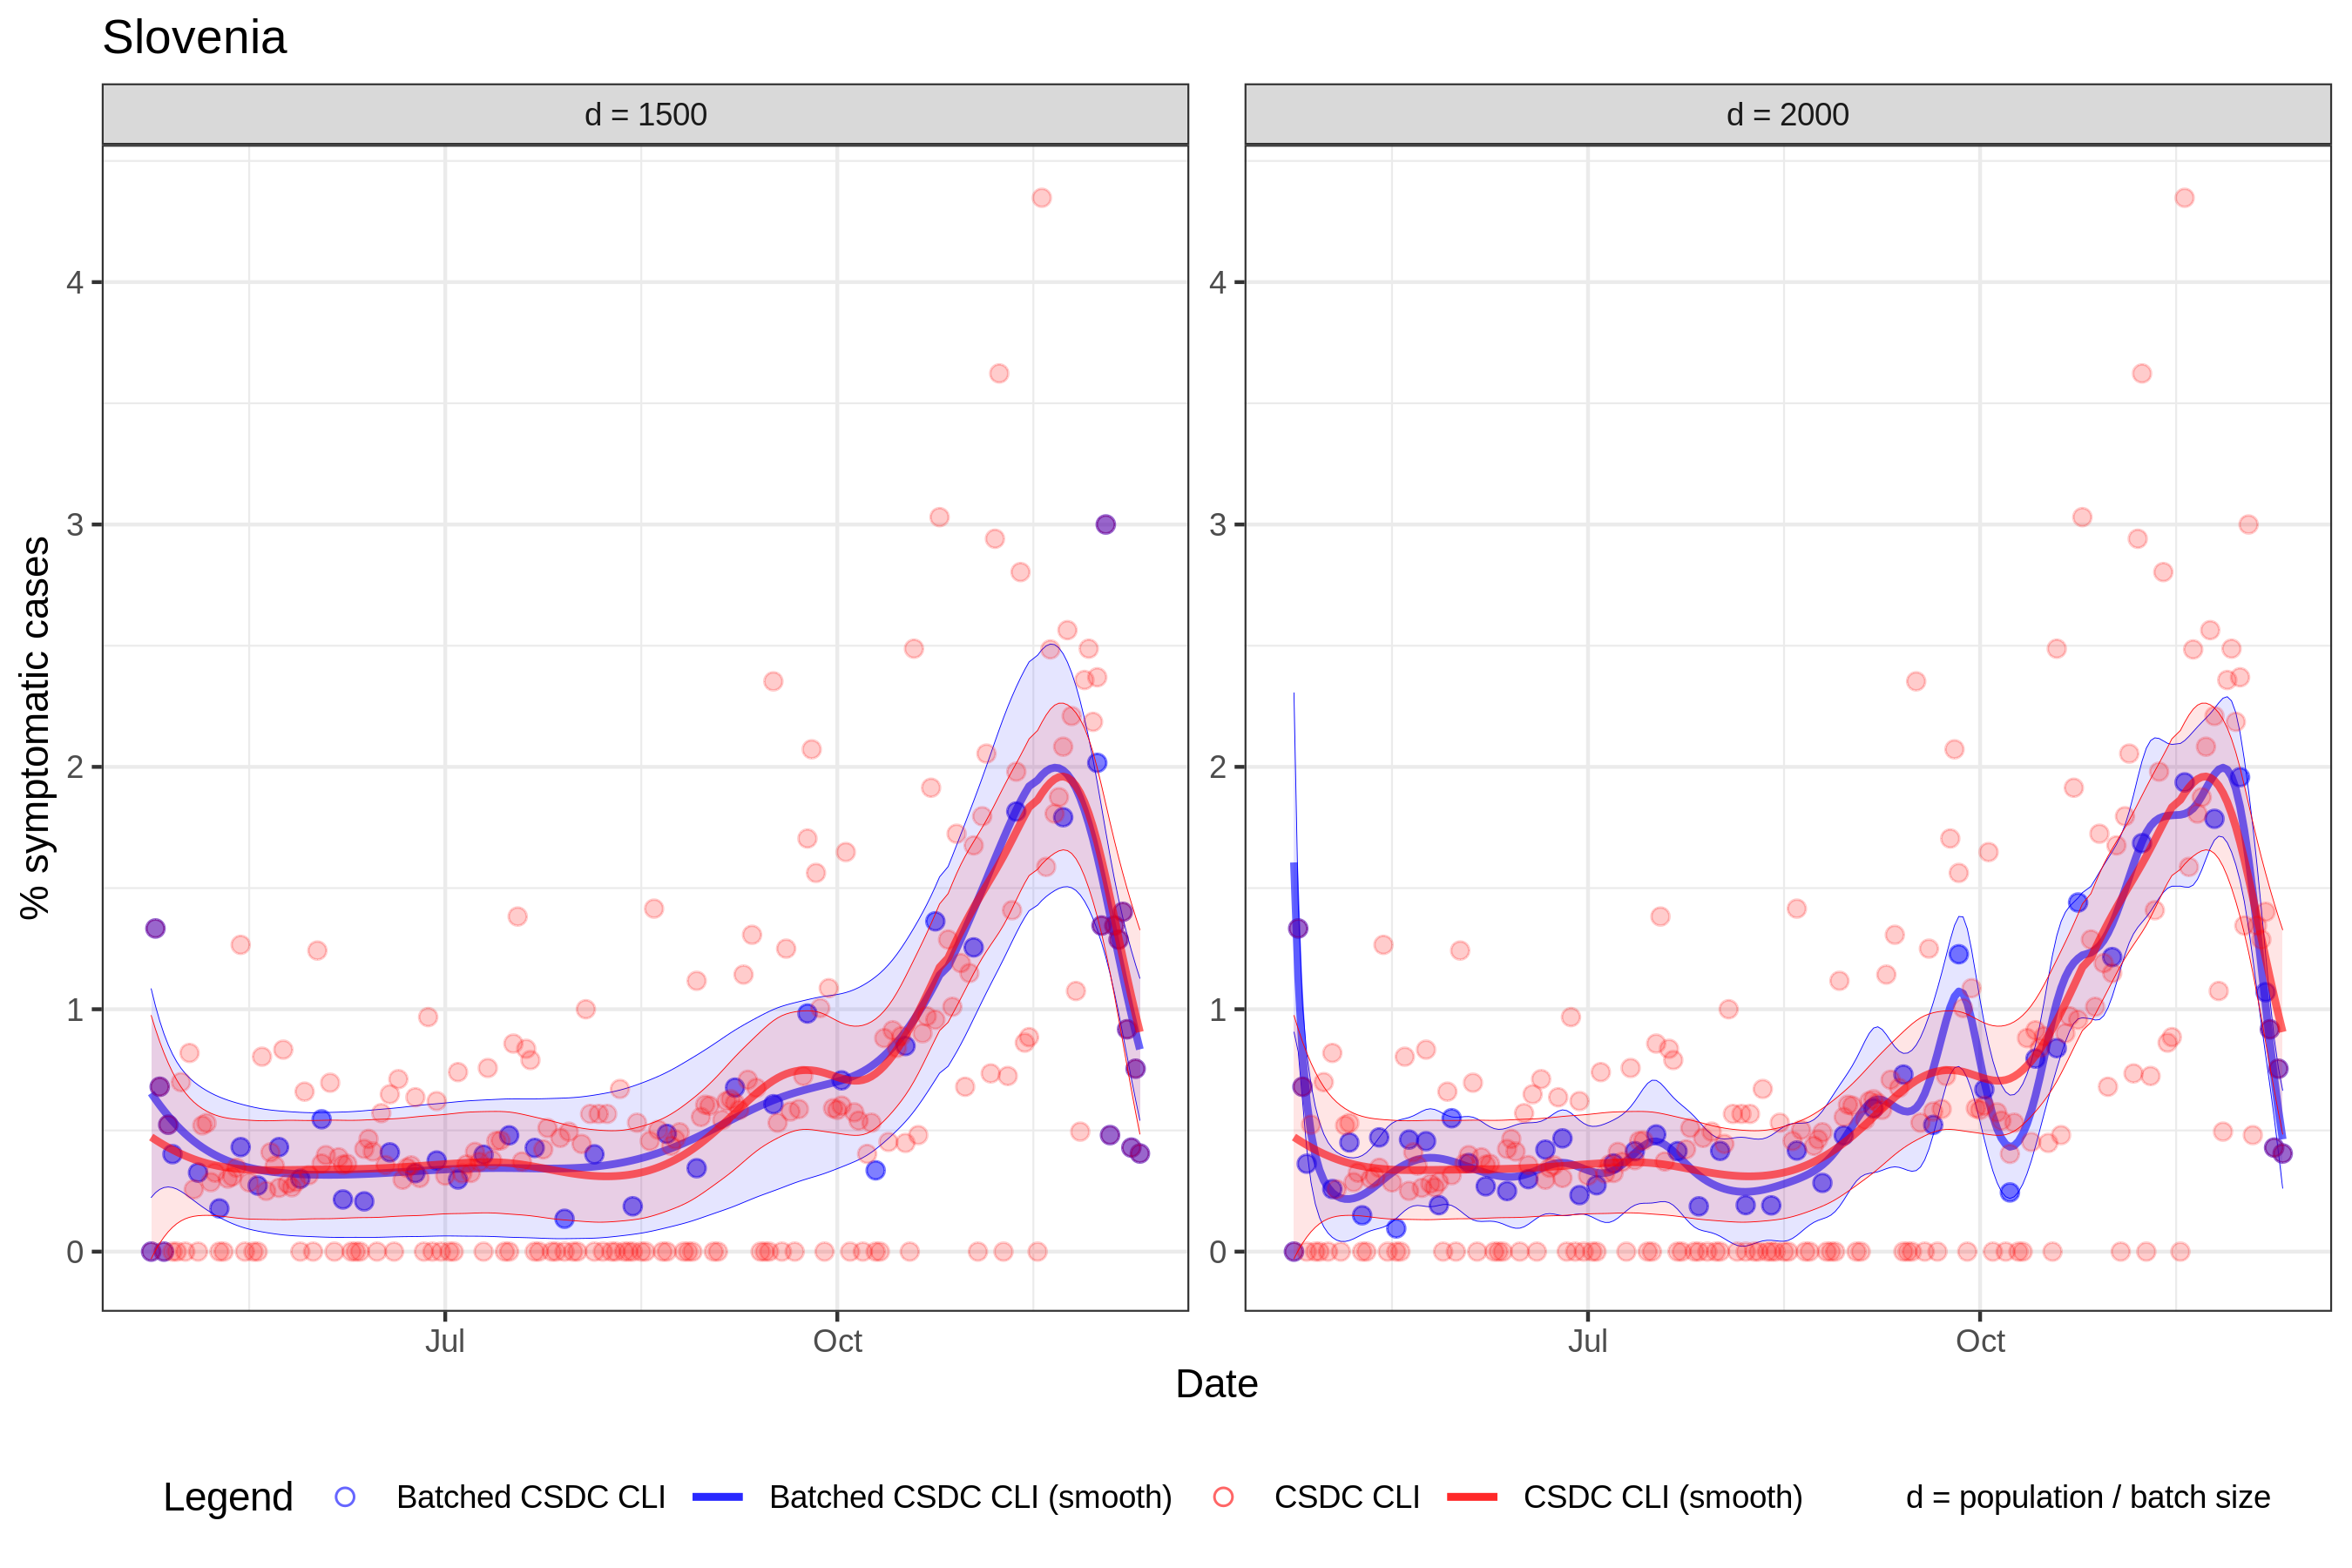 Slovenia
d = 1500
d = 2000
% symptomatic cases
4
3
2
1
0
4
3
2
1
0
Jul
Oct
Jul
Oct
Date
Legend
Batched CSDC CLI
Batched CSDC CLI (smooth)
CSDC CLI
CSDC CLI (smooth)
d = population / batch size